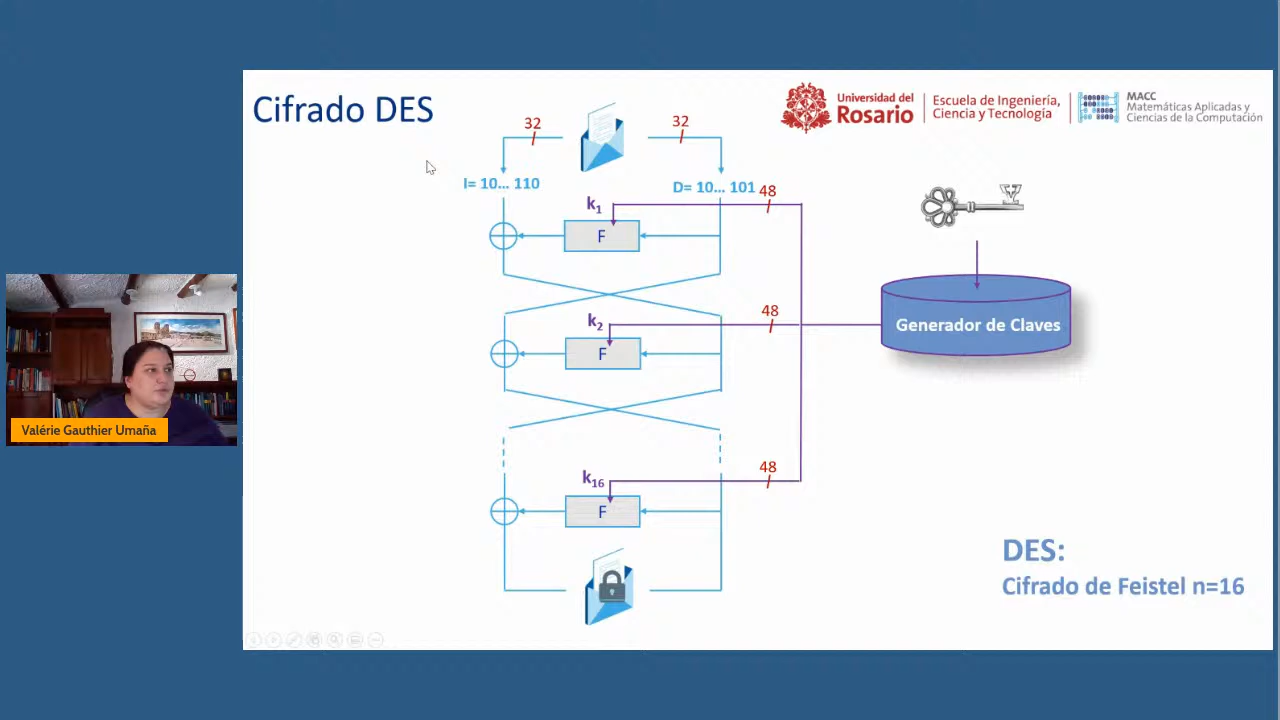 Cifrado DES
Universidad del
Rosario
Escuela de Ingeniería,
Ciencia y Tecnología
MACC
Matemáticas Aplicadas y
Ciencias de la Computación
32
32
I= 10... 110
D= 10... 101
48
k1
F
Generador de Claves
48
k2
F
48
k16
F
DES:
Cifrado de Feistel n=16
Valérie Gauthier Umaña